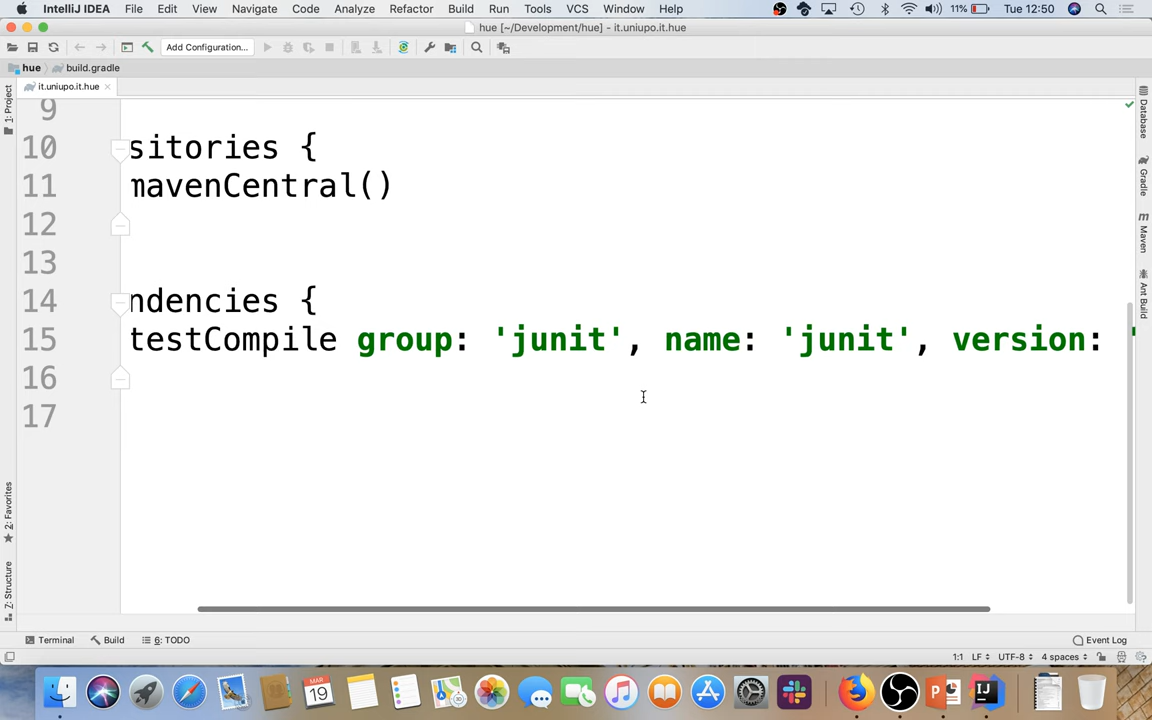 IntelliJ IDEA File Edit View Navigate Code Analyze Refactor Build Run Tools VCS Window Help 11% Tue 12:50
hue [~/Development/hue] - it.uniupo.it.hue
Add Configuration...
hue build.gradle
it.uniupo.it.hue
1: Project
2: Favorites
Z: Structure
Database
Gradle
Maven
Ant Build
9
10 sitories {
11 mavenCentral()
12
13
14 ndencies {
15 testCompile group: 'junit', name: 'junit', version: '
16
17
Terminal Build 6: TODO Event Log
1:1 LF UTF-8 4 spaces
MAR
19